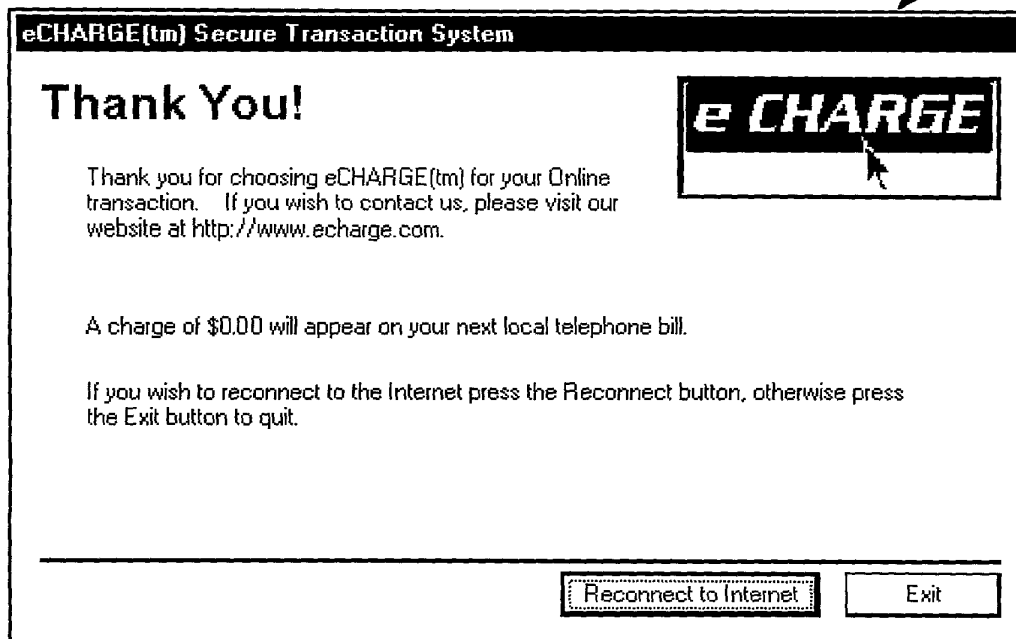 eCHARGE(tm) Secure Transaction System
Thank You!
e CHARGE
Thank you for choosing eCHARGE(tm) for your Online
transaction. If you wish to contact us, please visit our
website at http://www.echarge.com.
A charge of $0.00 will appear on your next local telephone bill.
If you wish to reconnect to the Internet press the Reconnect button, otherwise press
the Exit button to quit.
Reconnect to Internet
Exit